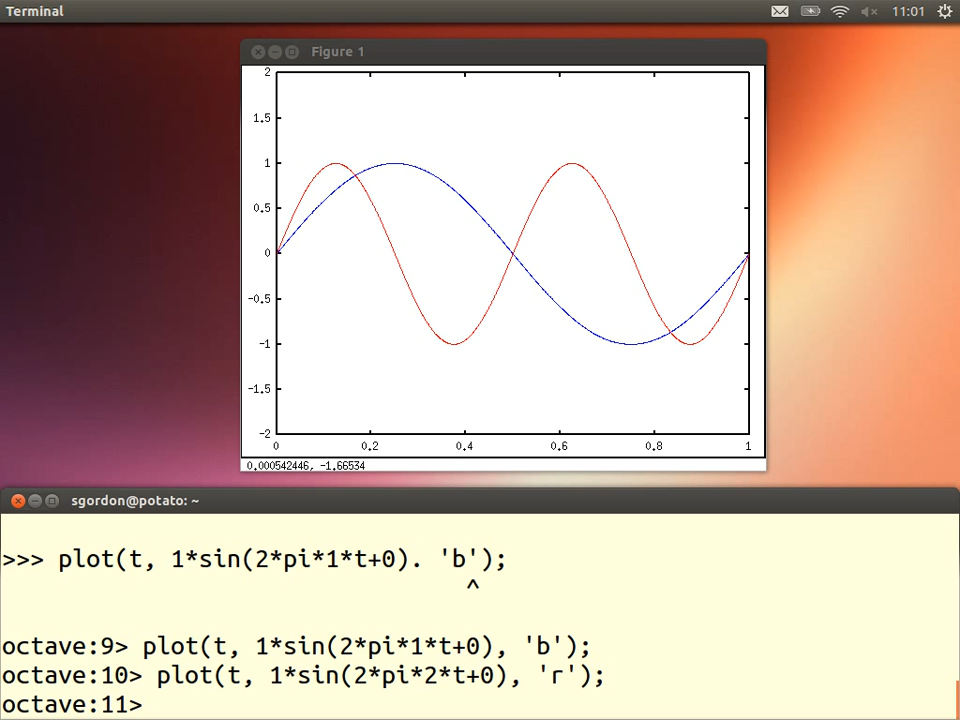 Terminal 11:01
Figure 1
2
1.5
1
0.5
0
-0.5
-1
-1.5
-2
0 0.2 0.4 0.6 0.8 1
0.000542446, -1.66534
sgordon@potato: ~
>>> plot(t, 1*sin(2*pi*1*t+0). 'b');
^
octave:9> plot(t, 1*sin(2*pi*1*t+0), 'b');
octave:10> plot(t, 1*sin(2*pi*2*t+0), 'r');
octave:11>